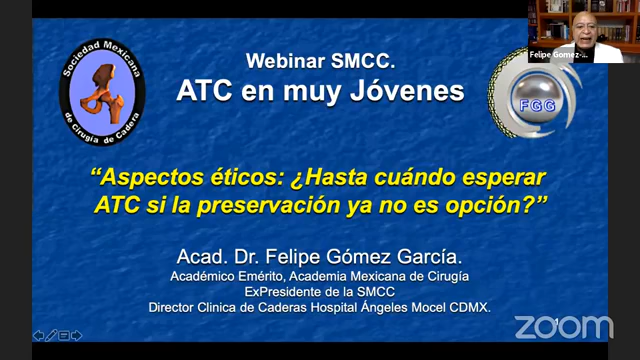 Felipe Gomez-...
Sociedad Mexicana
de Cirugía de Cadera
Webinar SMCC.
ATC en muy Jóvenes
FGG
“Aspectos éticos: ¿Hasta cuándo esperar
ATC si la preservación ya no es opción?”
Acad. Dr. Felipe Gómez García.
Académico Emérito, Academia Mexicana de Cirugía
ExPresidente de la SMCC
Director Clinica de Caderas Hospital Ángeles Mocel CDMX.
zoom